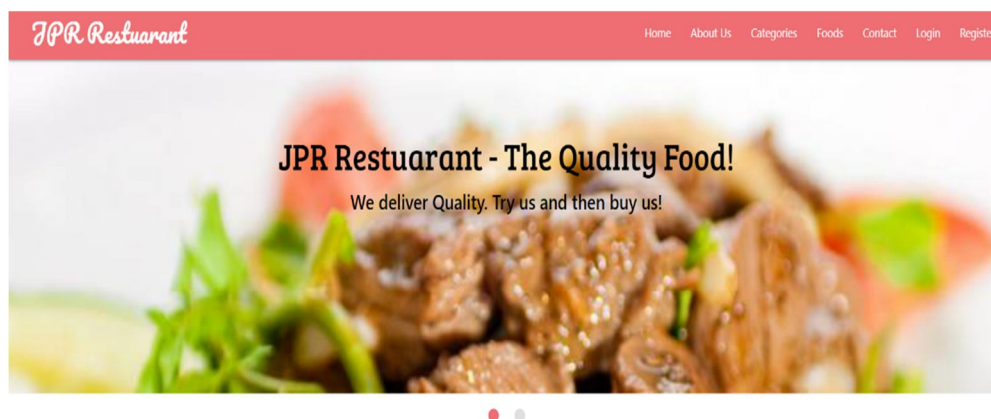 JPR Restuarant
Home About Us Categories Foods Contact Login Registe
JPR Restuarant - The Quality Food!
We deliver Quality. Try us and then buy us!